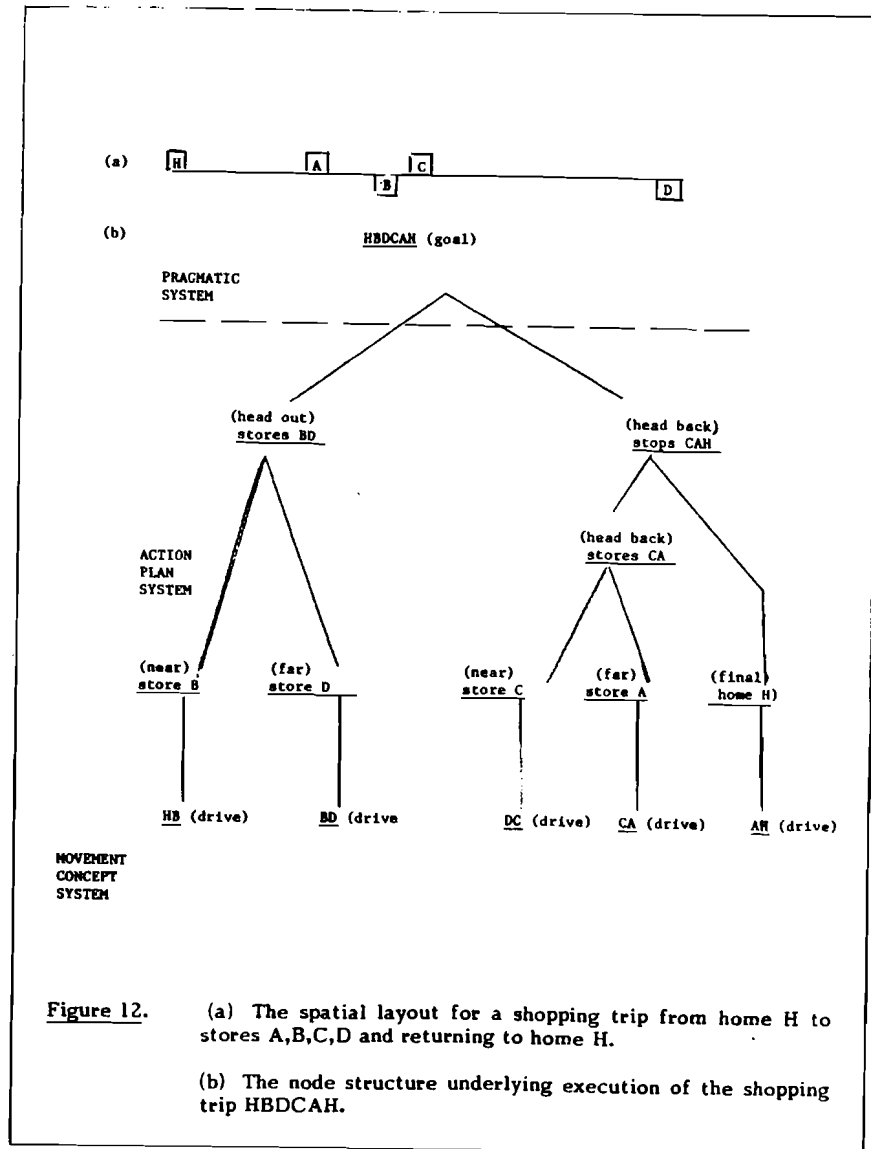 (a) H A C
B D
(b) HBDCAH (goal)
PRAGMATIC
SYSTEM
(head out)
stores BD
(head back)
stops CAH
(head back)
stores CA
ACTION
PLAN
SYSTEM
(near)
store B
(far)
store D
(near)
store C
(far)
store A
(final)
home H)
HB (drive) BD (drive DC (drive) CA (drive) AH (drive)
MOVEMENT
CONCEPT
SYSTEM
Figure 12. (a) The spatial layout for a shopping trip from home H to
stores A,B,C,D and returning to home H.
(b) The node structure underlying execution of the shopping
trip HBDCAH.